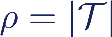 ρ = |𝒯|